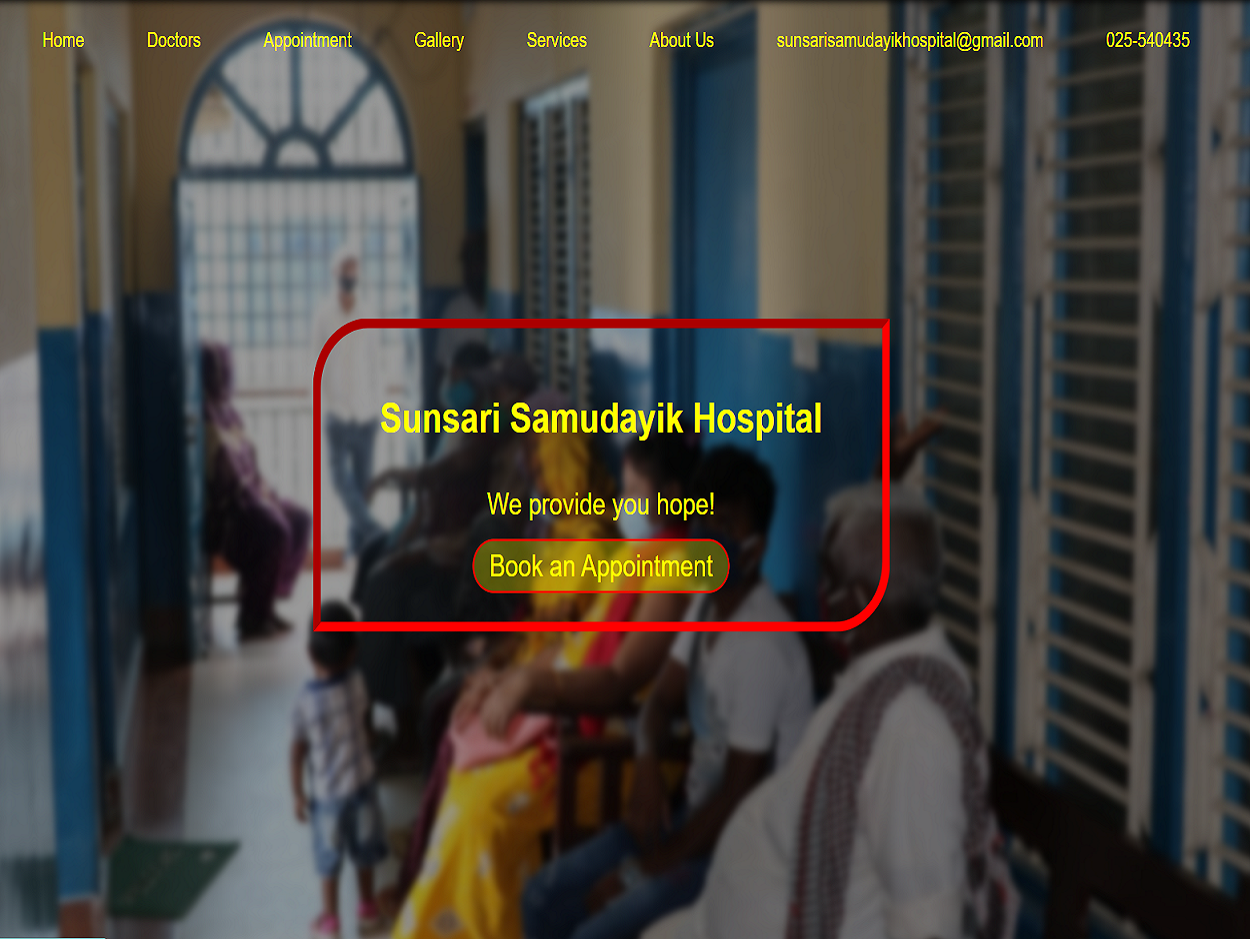 Home Doctors Appointment Gallery Services About Us sunsarisamudayikhospital@gmail.com 025-540435
Sunsari Samudayik Hospital
We provide you hope!
Book an Appointment